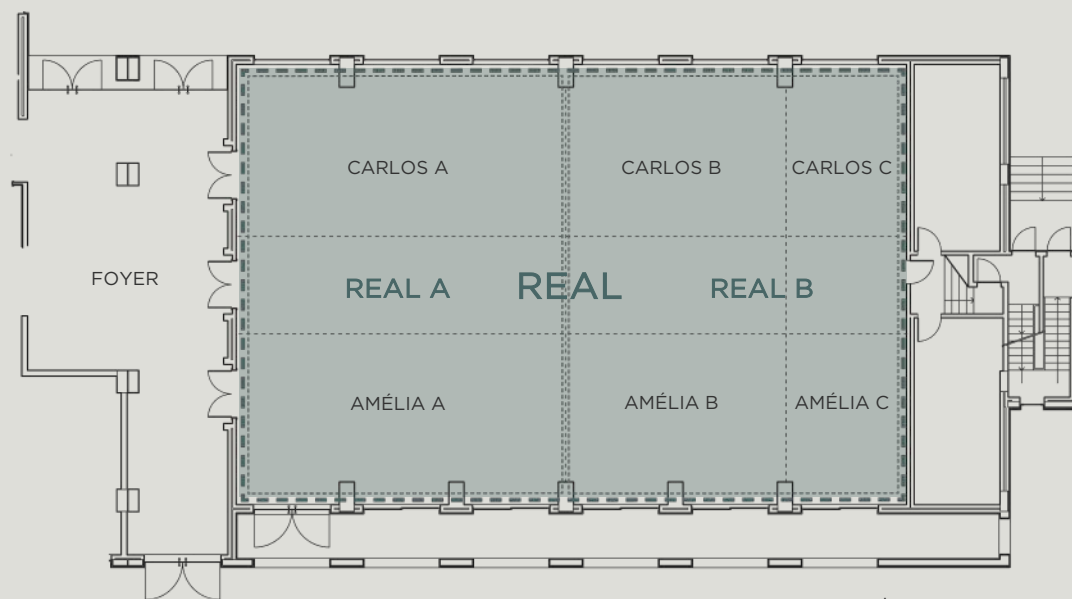 CARLOS A
CARLOS B
CARLOS C
FOYER
REAL A
REAL
REAL B
AMÉLIA A
AMÉLIA B
AMÉLIA C